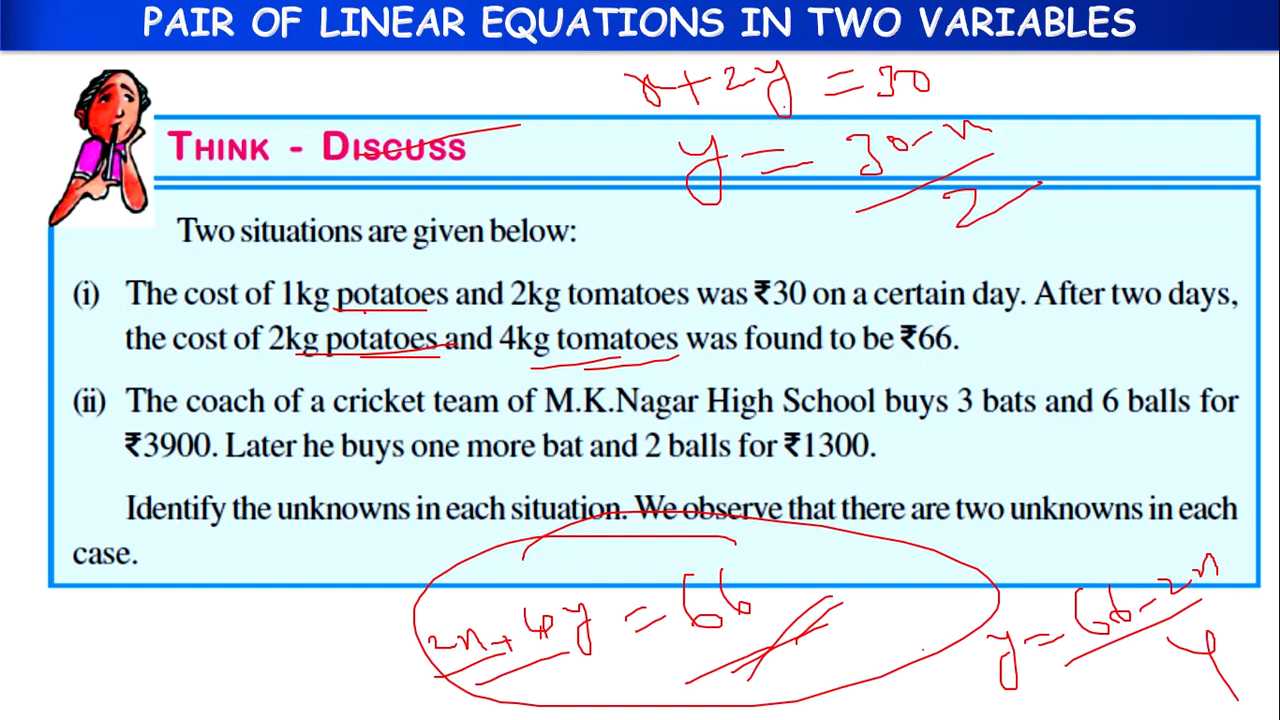 PAIR OF LINEAR EQUATIONS IN TWO VARIABLES
x+2y=30
THINK - DISCUSS
y=30-x/2
Two situations are given below:
(i) The cost of 1kg potatoes and 2kg tomatoes was ₹30 on a certain day. After two days,
the cost of 2kg potatoes and 4kg tomatoes was found to be ₹66.
(ii) The coach of a cricket team of M.K.Nagar High School buys 3 bats and 6 balls for
₹3900. Later he buys one more bat and 2 balls for ₹1300.
Identify the unknowns in each situation. We observe that there are two unknowns in each
case.
2x+4y=66
y=66-2x/4